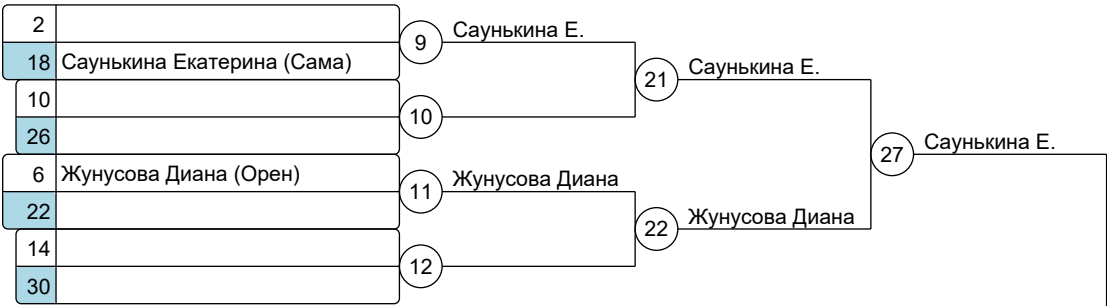 2
18 Саунькина Екатерина (Сама)
9 Саунькина Е.
10
26
10
21 Саунькина Е.
6 Жунусова Диана (Орен)
22
11 Жунусова Диана
14
30
12
22 Жунусова Диана
27 Саунькина Е.